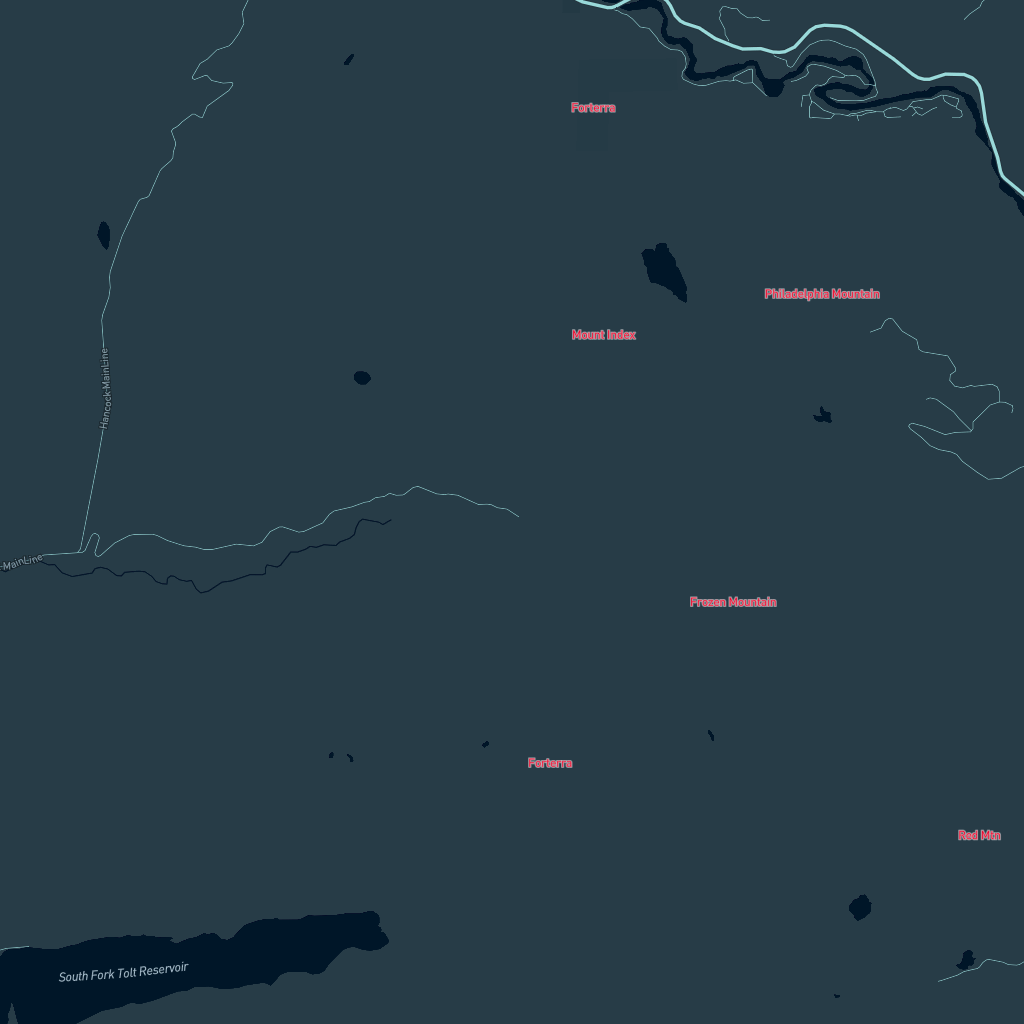 Forterra
Philadelphia Mountain
Mount Index
Hancock MainLine
MainLine
Frozen Mountain
Forterra
Red Mtn
South Fork Tolt Reservoir